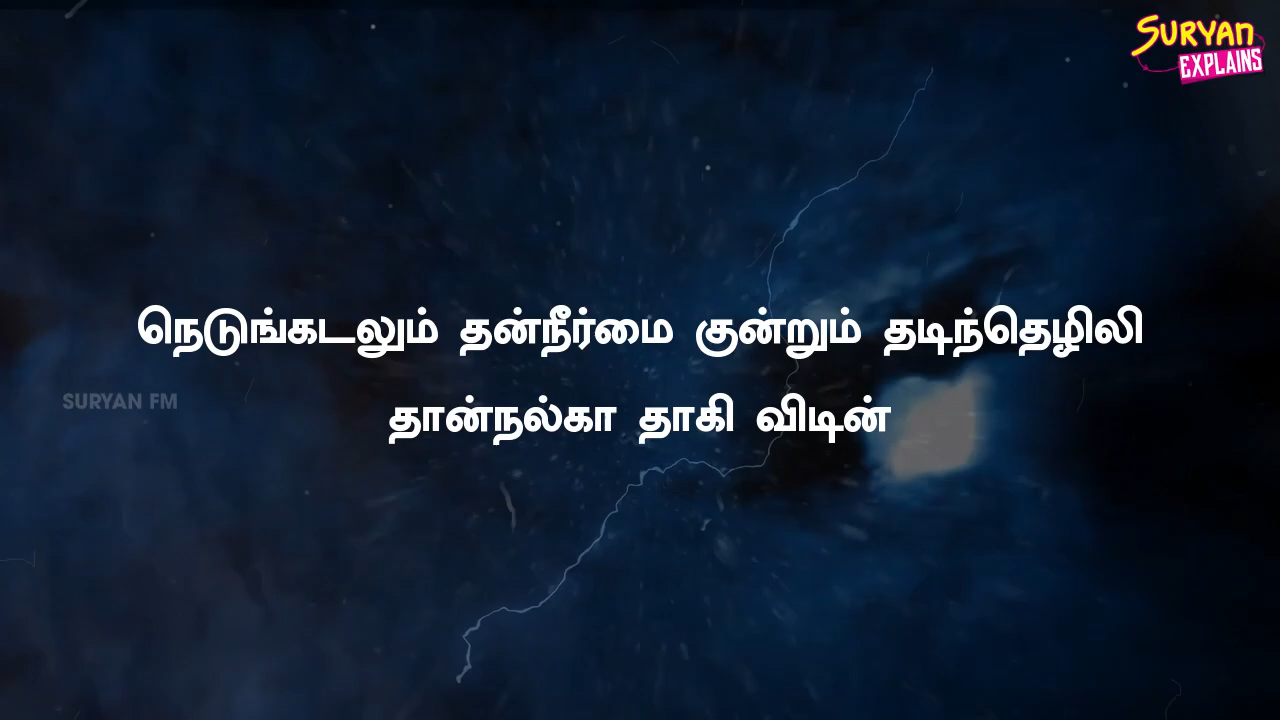 SURYAN
EXPLAINS
நெடுங்கடலும் தன்நீர்மை குன்றும் தடிந்தெழிலி
SURYAN FM
தான்நல்கா தாகி விடின்